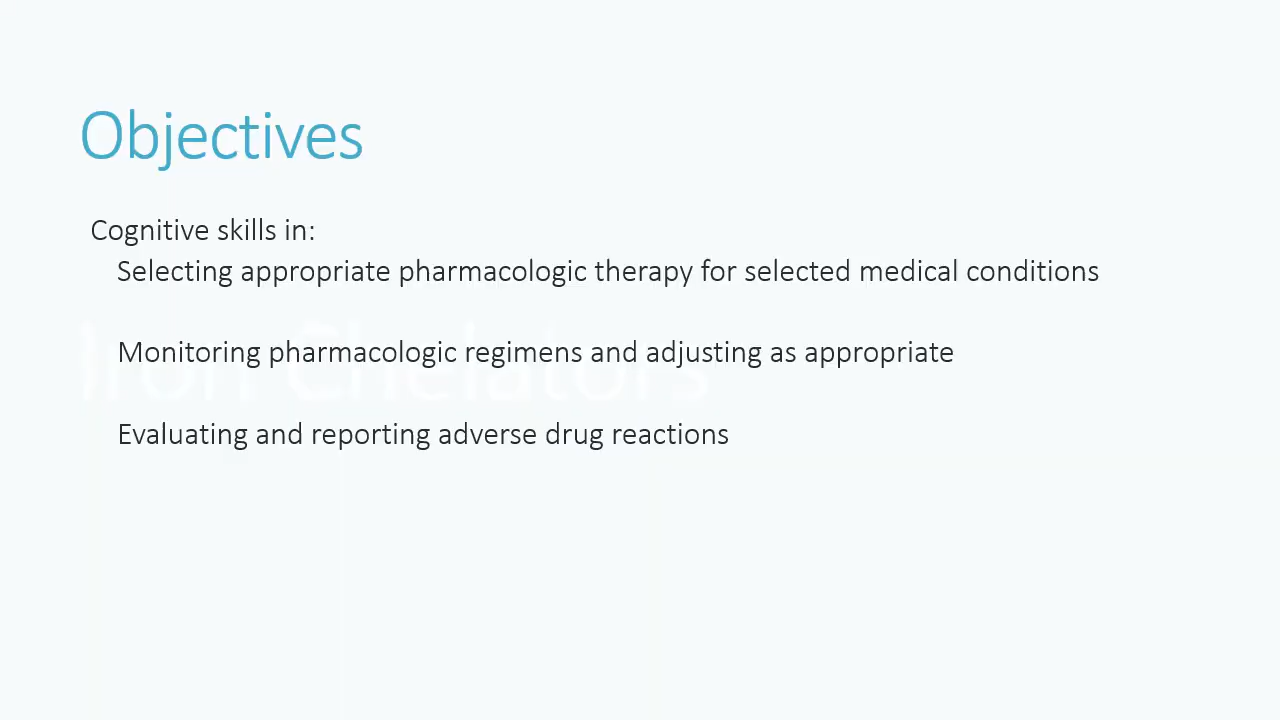 Objectives
Cognitive skills in:
Selecting appropriate pharmacologic therapy for selected medical conditions
Iron Chelators
Monitoring pharmacologic regimens and adjusting as appropriate
Evaluating and reporting adverse drug reactions